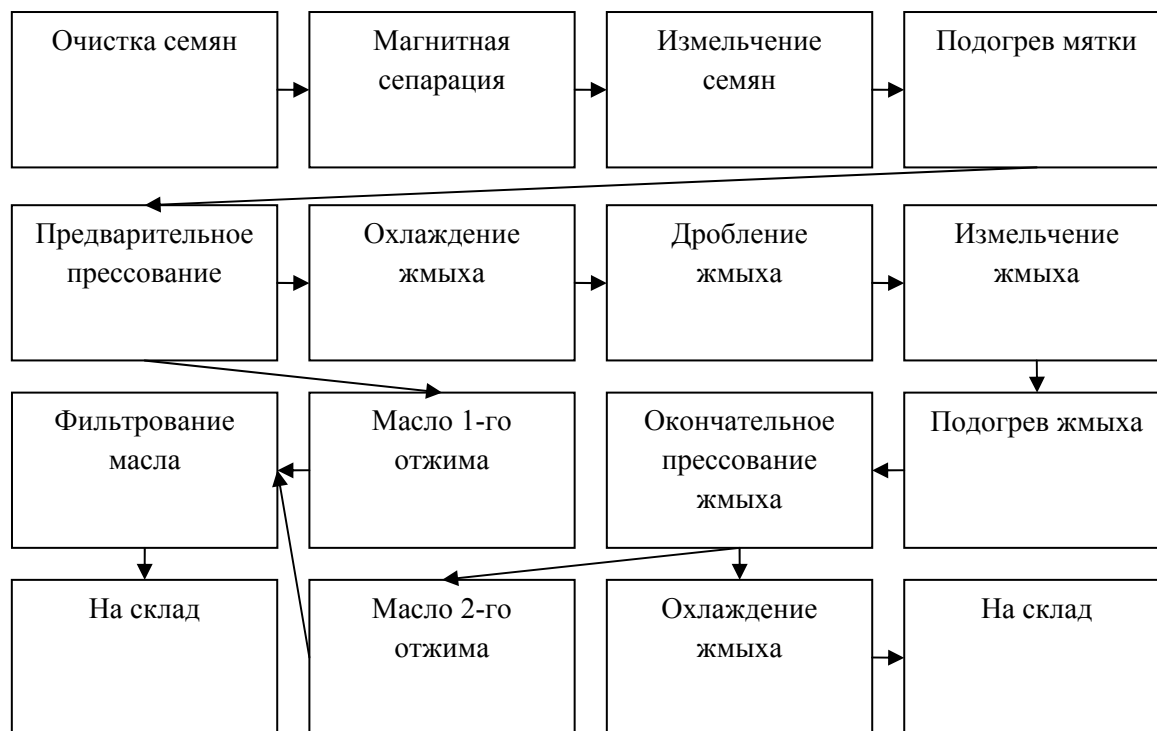 Очистка семян
Магнитная
сепарация
Измельчение
семян
Подогрев мятки
Предварительное
прессование
Охлаждение
жмыха
Дробление
жмыха
Измельчение
жмыха
Фильтрование
масла
Масло 1-го
отжима
Окончательное
прессование
жмыха
Подогрев жмыха
На склад
Масло 2-го
отжима
Охлаждение
жмыха
На склад